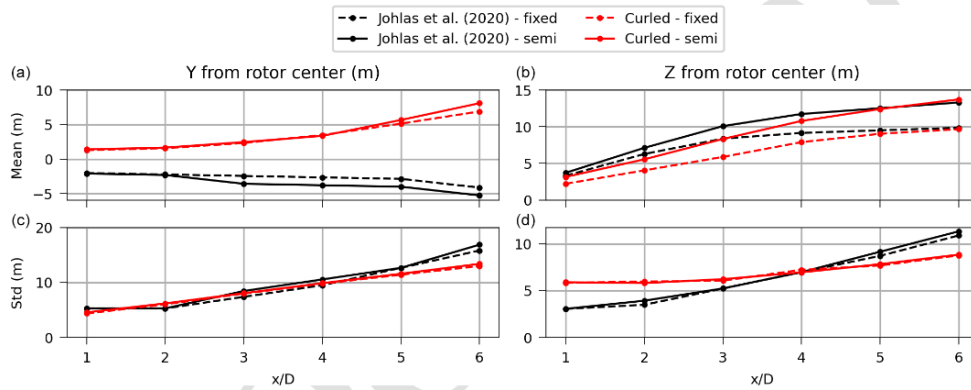 Johlas et al. (2020) - fixed
Johlas et al. (2020) - semi
Curled - fixed
Curled - semi
(a)
Y from rotor center (m)
(b)
Z from rotor center (m)
10
5
0
−5
Mean (m)
15
10
5
0
(c)
20
10
0
Std (m)
1 2 3 4 5 6
x/D
(d)
10
5
0
1 2 3 4 5 6
x/D